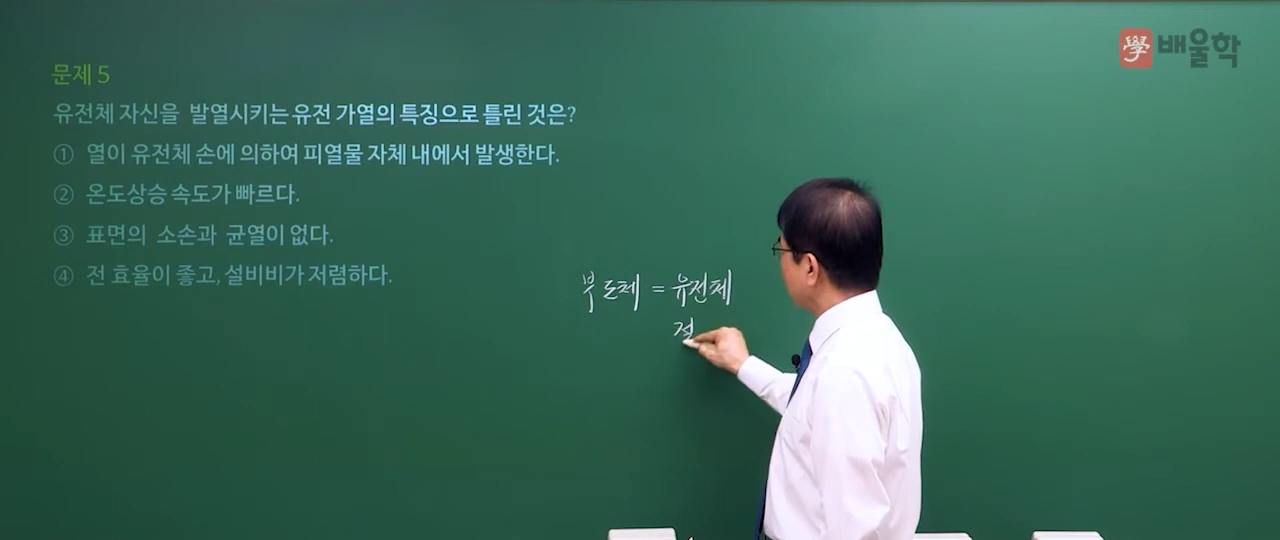 學 배울학
문제 5
유전체 자신을 발열시키는 유전 가열의 특징으로 틀린 것은?
① 열이 유전체 손에 의하여 피열물 자체 내에서 발생한다.
② 온도상승 속도가 빠르다.
③ 표면의 소손과 균열이 없다.
④ 전 효율이 좋고, 설비비가 저렴하다.
부도체 = 유전체
절